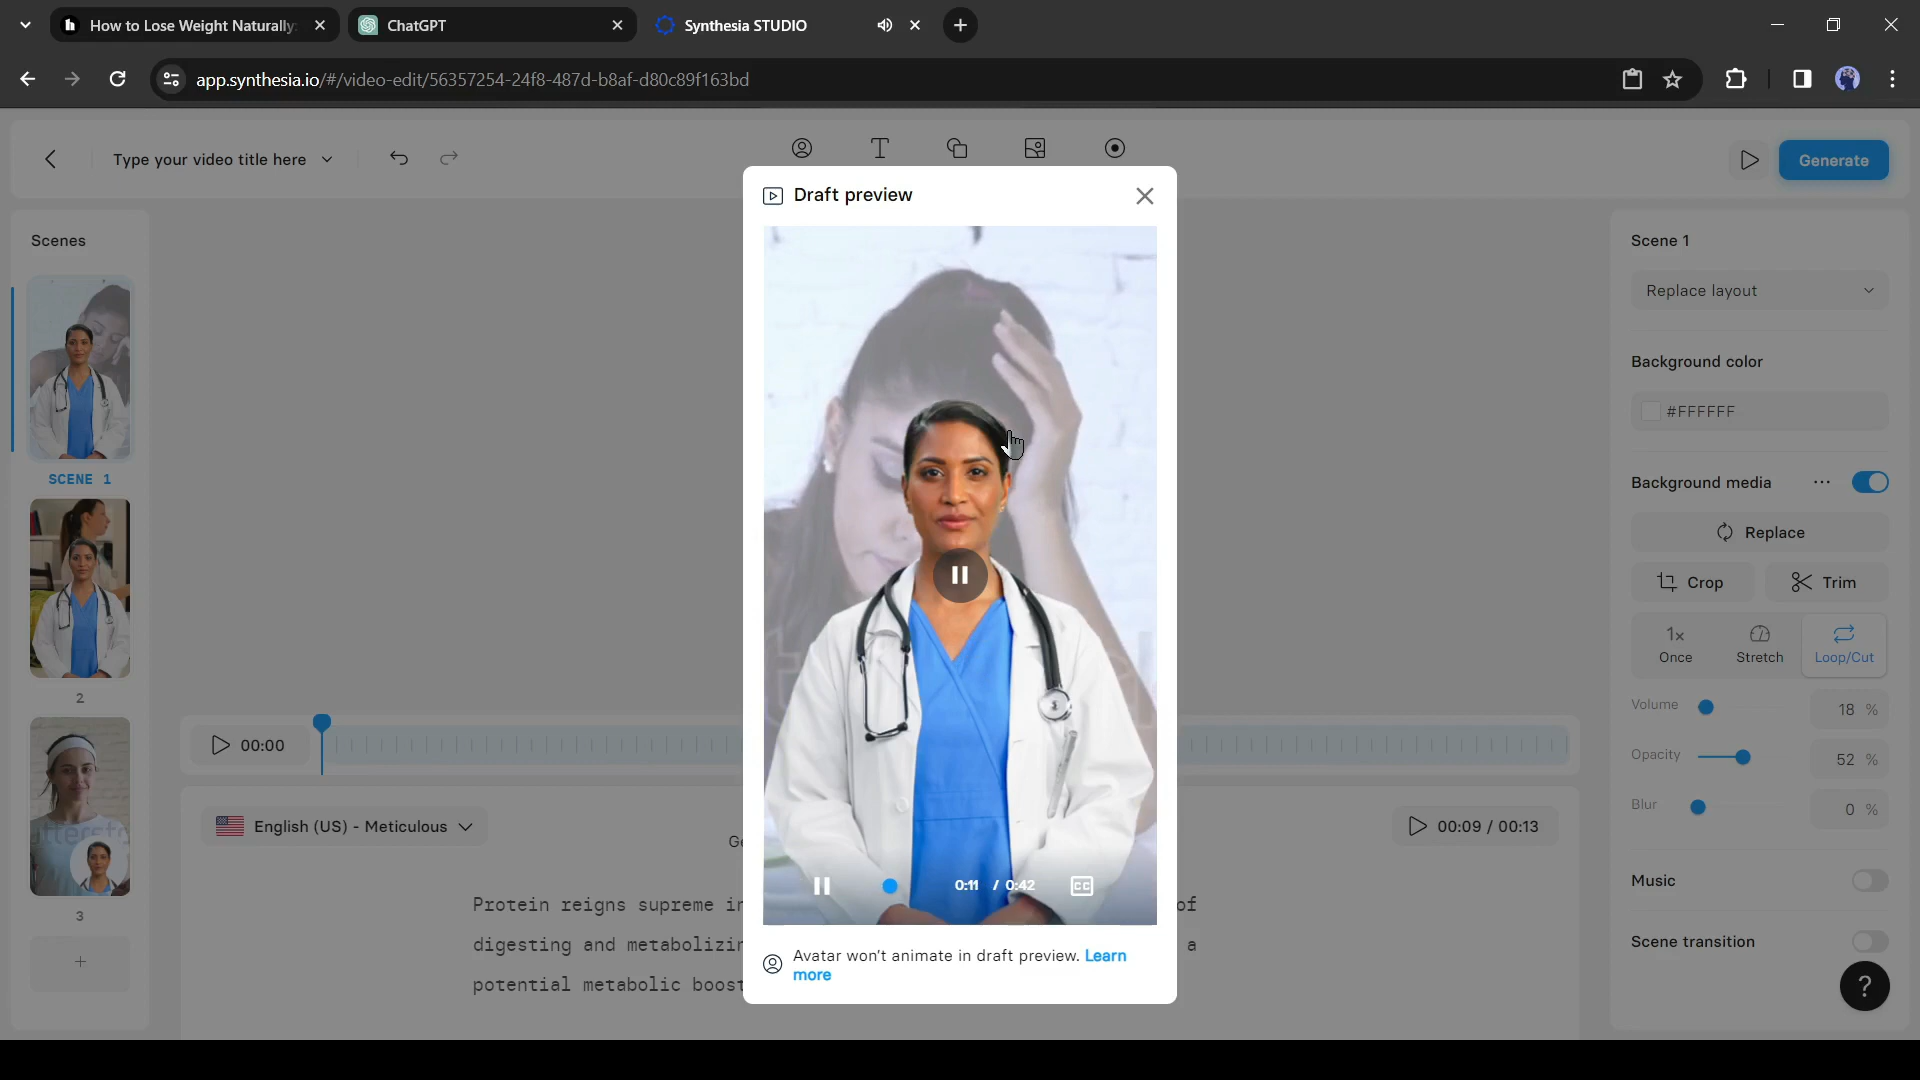 How to Lose Weight Naturally:
ChatGPT
Synthesia STUDIO
app.synthesia.io/#/video-edit/56357254-24f8-487d-b8af-d80c89f163bd
Type your video title here
Generate
Draft preview
Scenes
SCENE 1
2
3
+
00:00
English (US) - Meticulous
00:09 / 00:13
Protein reigns supreme
of
digesting and
a
potential metabolic
0:11 / 0:42
CC
Avatar won't animate in draft preview. Learn
more
Scene 1
Replace layout
Background color
#FFFFFF
Background media
Replace
Crop
Trim
1x
Once
Stretch
Loop/Cut
Volume
18 %
Opacity
52 %
Blur
0 %
Music
Scene transition
?